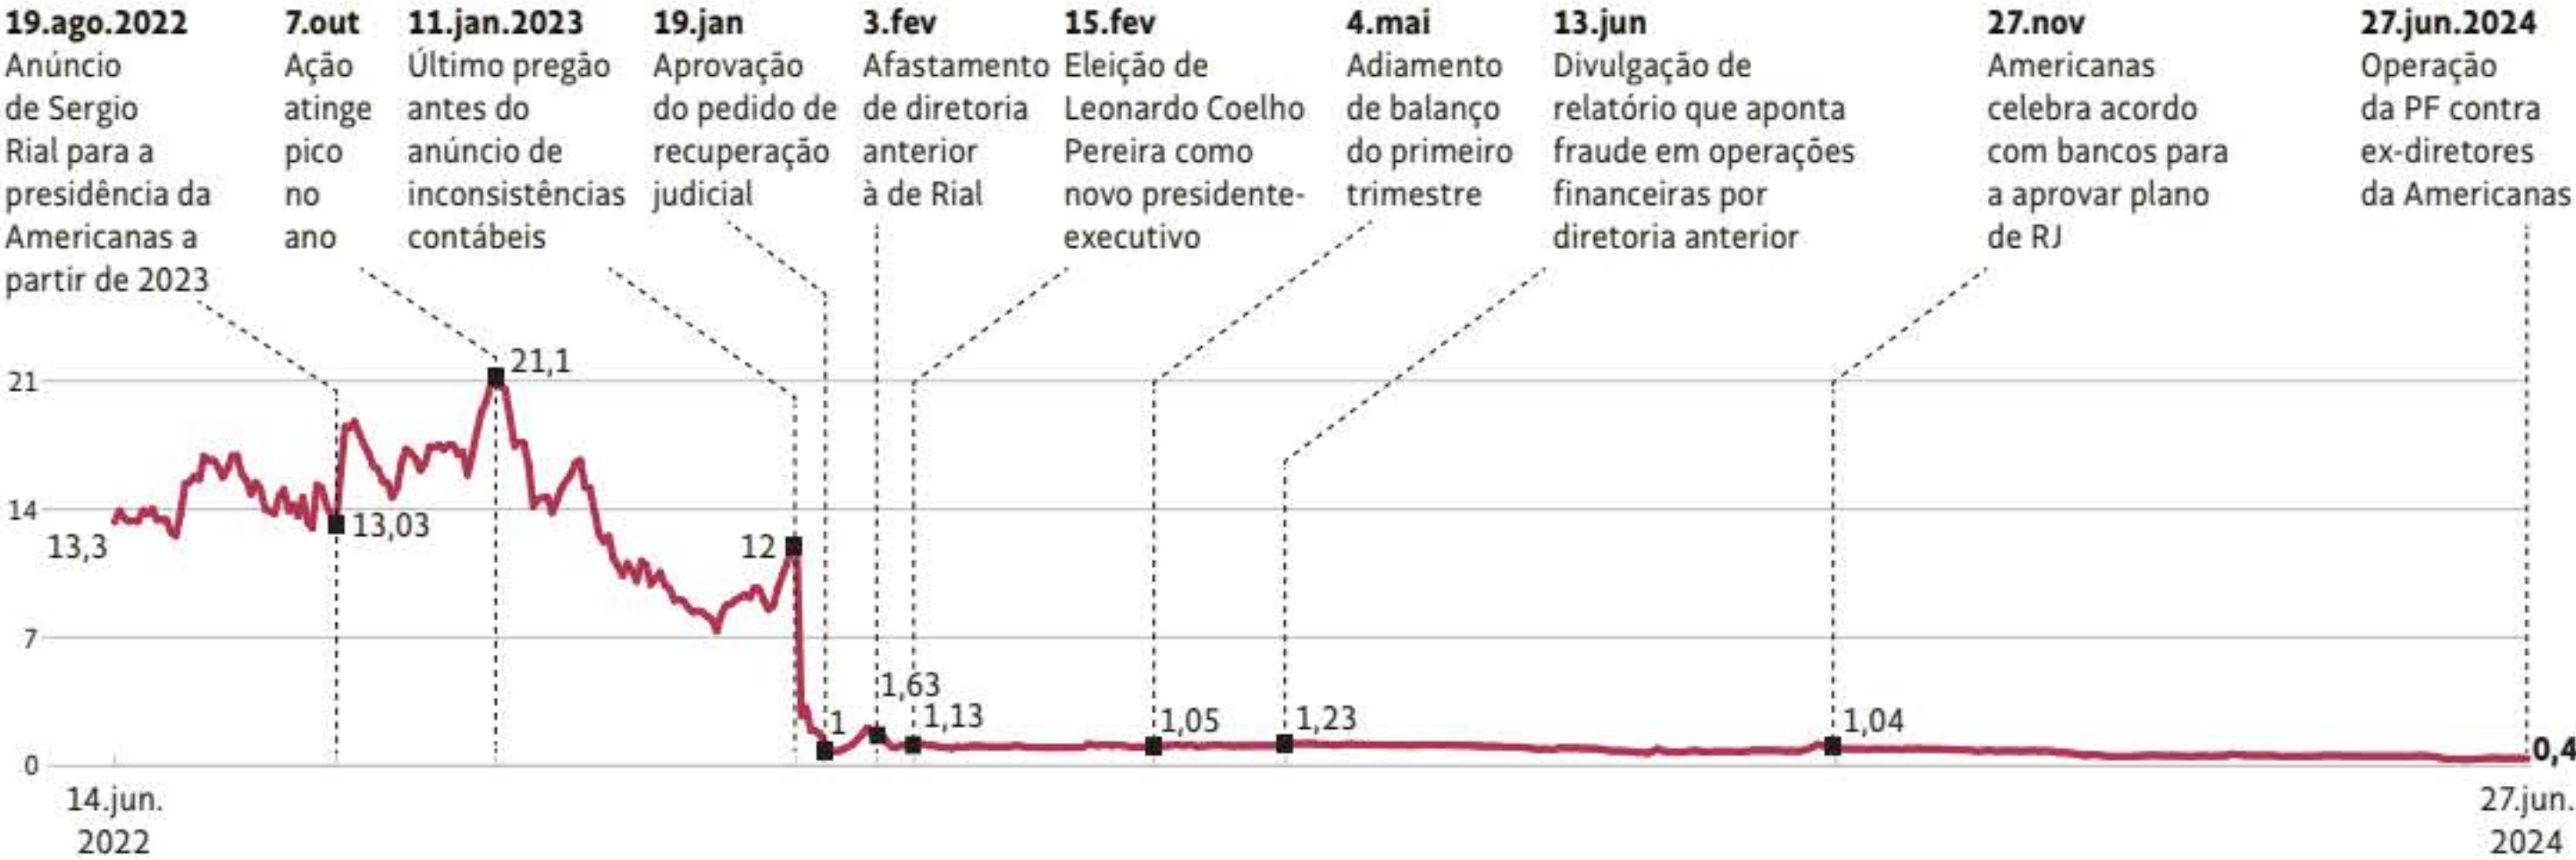 19.ago.2022
Anúncio
de Sergio
Rial para a
presidência da
Americanas a
partir de 2023
7.out
Ação
atinge
pico
no
ano
11.jan.2023
Último pregão
antes do
anúncio de
inconsistências
contábeis
19.jan
Aprovação
do pedido de
recuperação
judicial
3.fev
Afastamento
de diretoria
anterior
à de Rial
15.fev
Eleição de
Leonardo Coelho
Pereira como
novo presidente-
executivo
4.mai
Adiamento
de balanço
do primeiro
trimestre
13.jun
Divulgação de
relatório que aponta
fraude em operações
financeiras por
diretoria anterior
27.nov
Americanas
celebra acordo
com bancos para
a aprovar plano
de RJ
27.jun.2024
Operação
da PF contra
ex-diretores
da Americanas
21
14
7
0
13,3
13,03
21,1
12
1
1,63
1,13
1,05
1,23
1,04
0,4
14.jun.
2022
27.jun.
2024